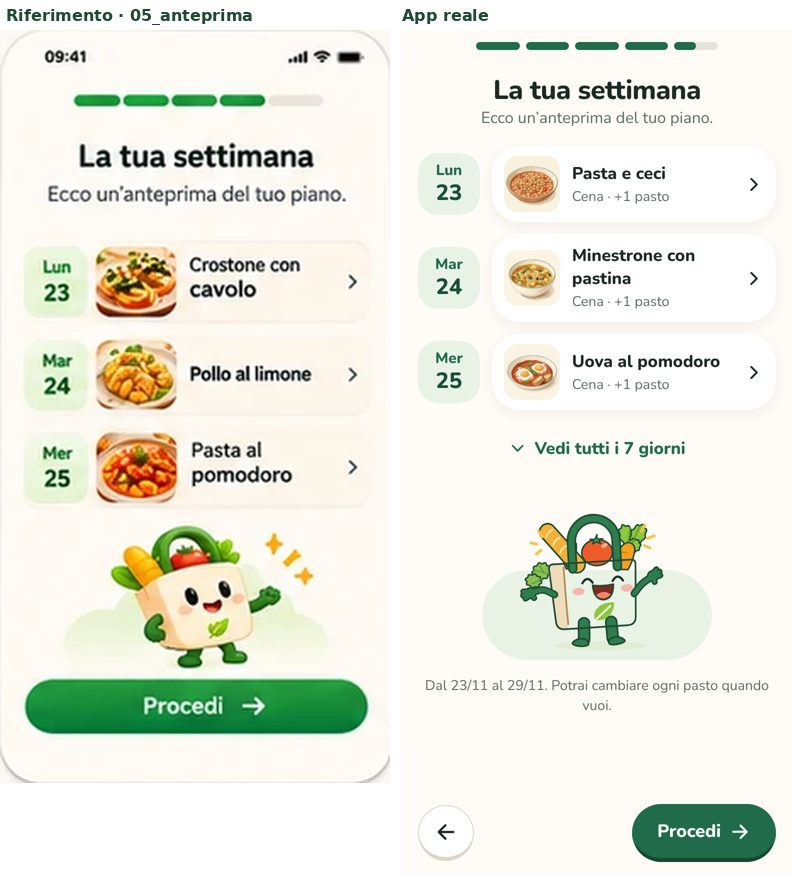 Riferimento · 05_anteprima
09:41
La tua settimana
Ecco un'anteprima del tuo piano.
Lun
23
Crostone con
cavolo
Mar
24
Pollo al limone
Mer
25
Pasta al
pomodoro
Procedi
App reale
La tua settimana
Ecco un’anteprima del tuo piano.
Lun
23
Pasta e ceci
Cena · +1 pasto
Mar
24
Minestrone con
pastina
Cena · +1 pasto
Mer
25
Uova al pomodoro
Cena · +1 pasto
Vedi tutti i 7 giorni
Dal 23/11 al 29/11. Potrai cambiare ogni pasto quando
vuoi.
Procedi